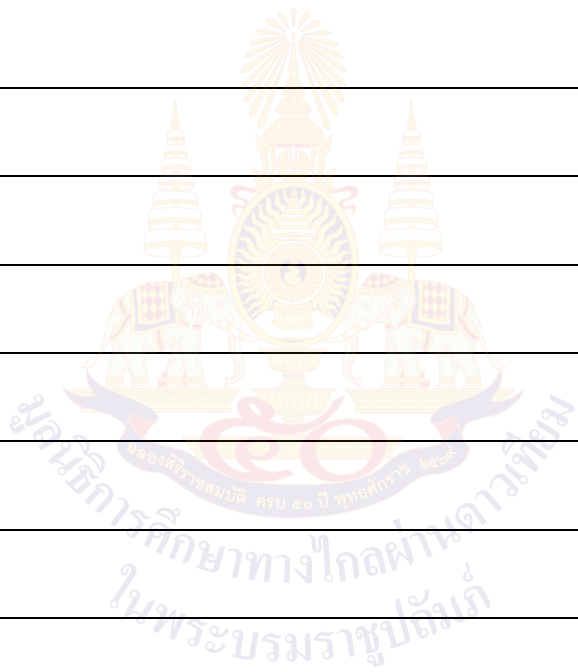 ๕๐
ฉลองสิริราชสมบัติ ครบ ๕๐ ปี พุทธศักราช ๒๕๓๙
มูลนิธิการศึกษาทางไกลผ่านดาวเทียม
ในพระบรมราชูปถัมภ์